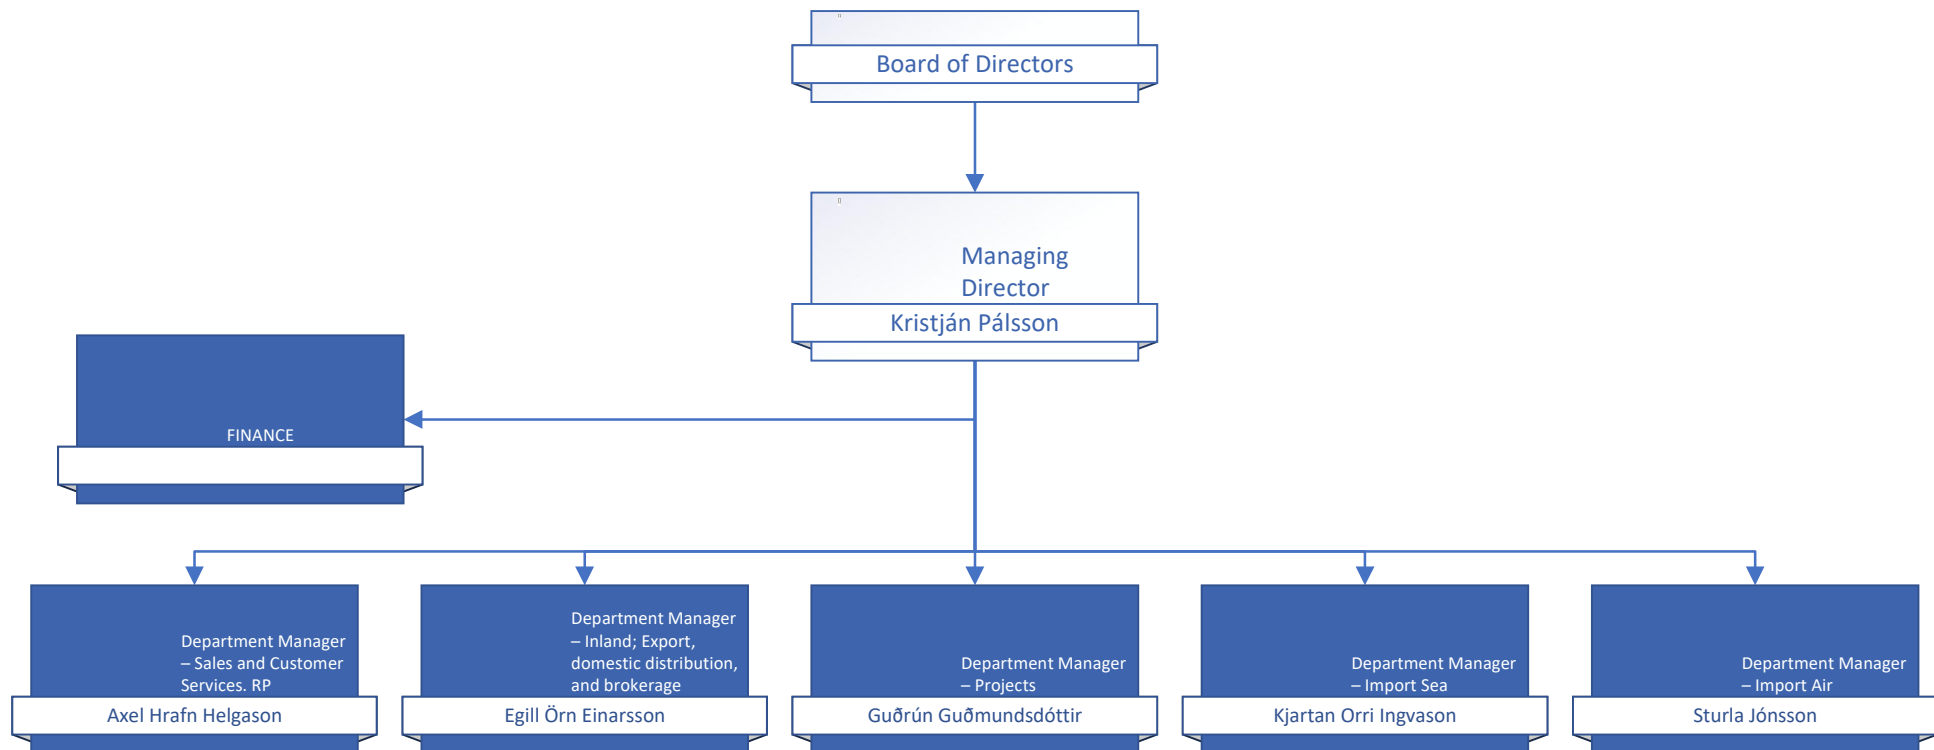 Board of Directors
Managing
Director
Kristján Pálsson
FINANCE
Department Manager
– Sales and Customer
Services. RP
Axel Hrafn Helgason
Department Manager
– Inland; Export,
domestic distribution,
and brokerage
Egill Örn Einarsson
Department Manager
– Projects
Guðrún Guðmundsdóttir
Department Manager
– Import Sea
Kjartan Orri Ingvason
Department Manager
– Import Air
Sturla Jónsson